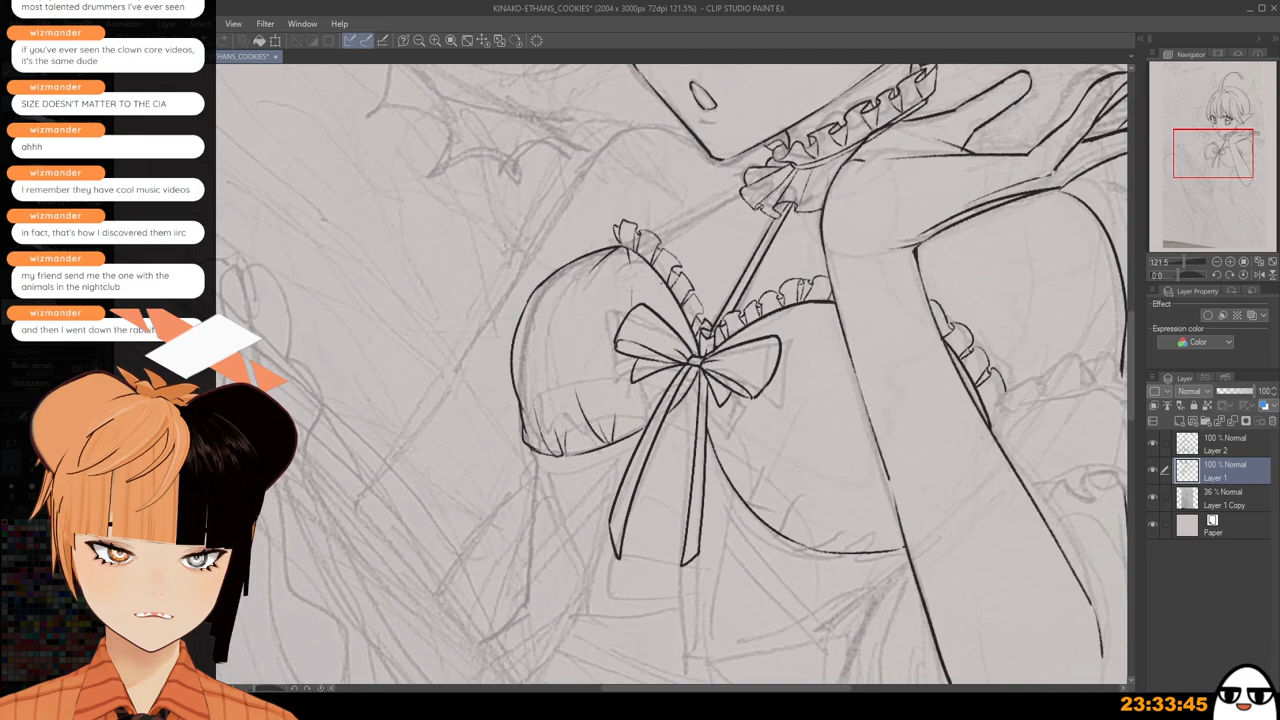 most talented drummers I've ever seen
wizmander
if you've ever seen the clown core videos,
it's the same dude
wizmander
SIZE DOESN'T MATTER TO THE CIA
wizmander
ahhh
wizmander
I remember they have cool music videos
wizmander
in fact, that's how I discovered them iirc
wizmander
my friend send me the one with the
animals in the nightclub
wizmander
and then I went down the rabbit
Brush density
Stabilization
KINAKO-ETHANS_COOKIES* (2004 x 3000px 72dpi 121.5%) - CLIP STUDIO PAINT EX
View Filter Window Help
THANS_COOKIES*
Navigator
121.5
0.0
Layer Property
Effect
Expression color
Color
Layer
Normal 100
100 % Normal
Layer 2
100 % Normal
Layer 1
36 % Normal
Layer 1 Copy
Paper
23:33:45